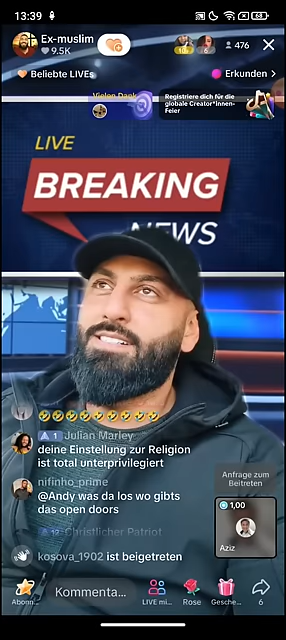 13:39
68
Ex-muslim
9.5K
476
Beliebte LIVEs
Erkunden >
Vielen Dank
Registriere dich für die
globale Creator*innen-
Feier
LIVE
BREAKING
NEWS
Julian Marley
deine Einstellung zur Religion
ist total unterprivilegiert
nifinho_prime
@Andy was da los wo gibts
das open doors
Christlicher Patriot
kosova_1902 ist beigetreten
Anfrage zum
Beitreten
1,00
Aziz
Abonn...
Kommenta...
LIVE mi...
Rose
Gesche...
6